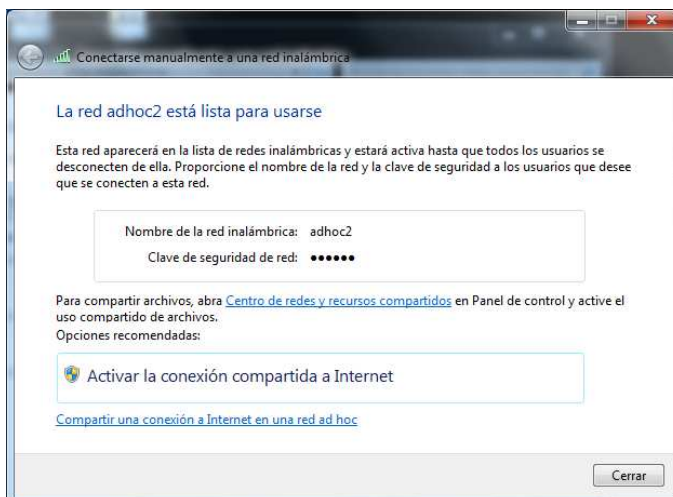 Conectarse manualmente a una red inalámbrica
La red adhoc2 está lista para usarse
Esta red aparecerá en la lista de redes inalámbricas y estará activa hasta que todos los usuarios se
desconecten de ella. Proporcione el nombre de la red y la clave de seguridad a los usuarios que desee
que se conecten a esta red.
Nombre de la red inalámbrica: adhoc2
Clave de seguridad de red: ●●●●●●
Para compartir archivos, abra Centro de redes y recursos compartidos en Panel de control y active el
uso compartido de archivos.
Opciones recomendadas:
Activar la conexión compartida a Internet
Compartir una conexión a Internet en una red ad hoc
Cerrar